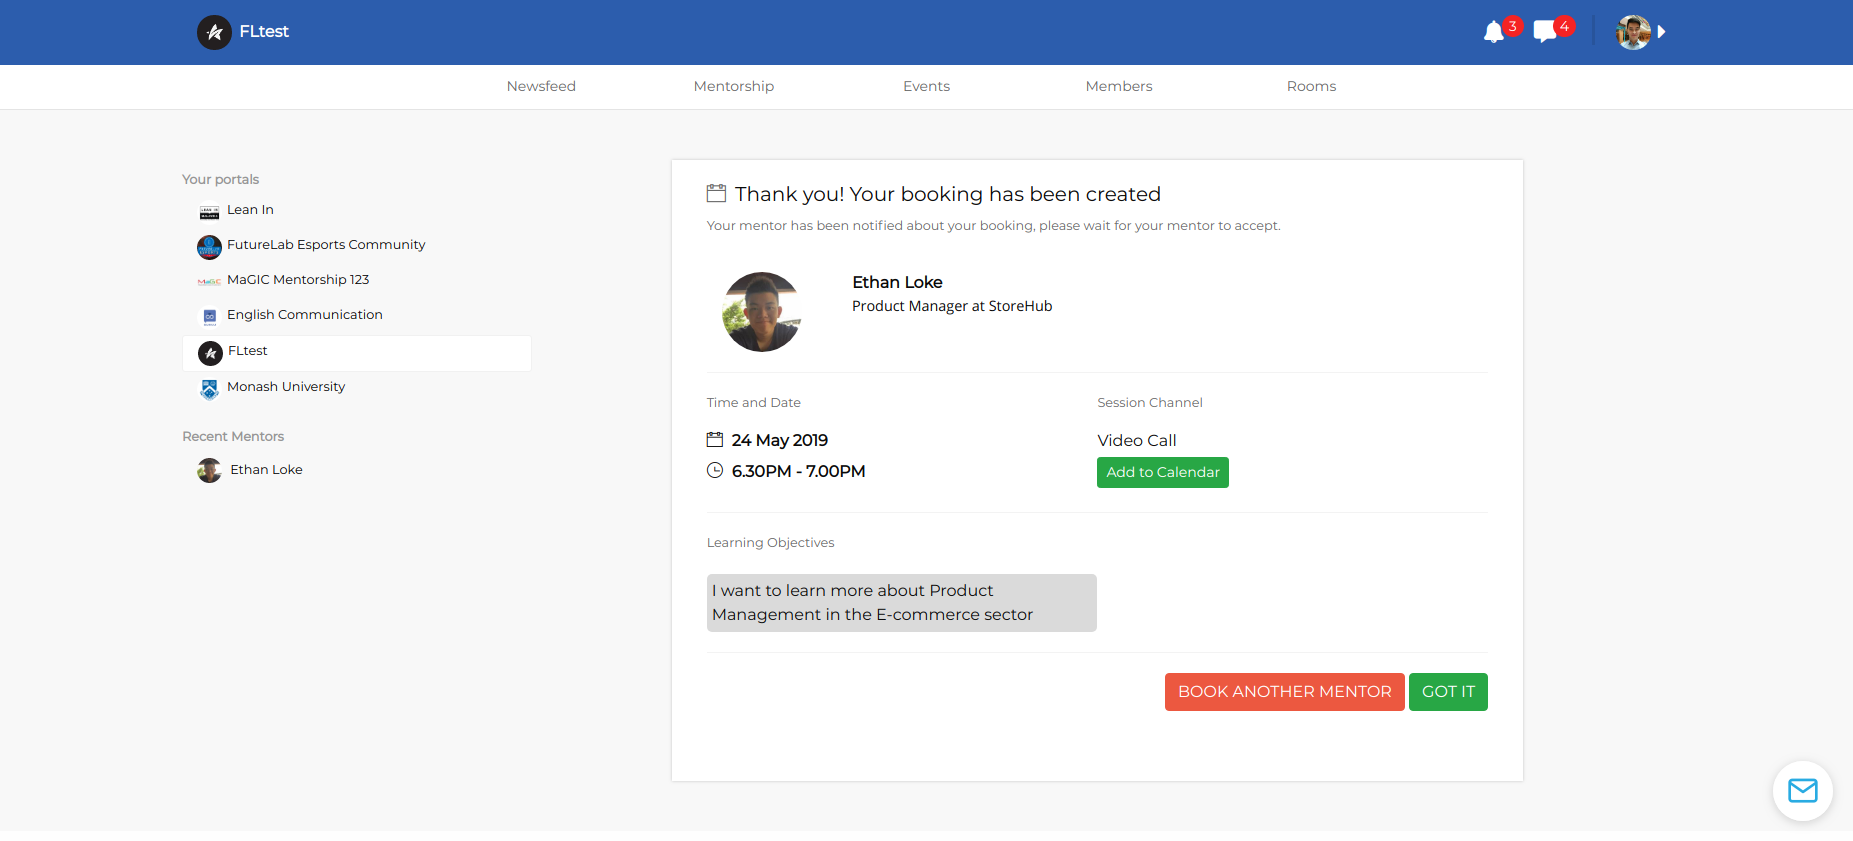 FLtest
3
4
Newsfeed
Mentorship
Events
Members
Rooms
Your portals
Lean In
FutureLab Esports Community
MaGIC Mentorship 123
English Communication
FLtest
Monash University
Recent Mentors
Ethan Loke
Thank you! Your booking has been created
Your mentor has been notified about your booking, please wait for your mentor to accept.
Ethan Loke
Product Manager at StoreHub
Time and Date
24 May 2019
6.30PM - 7.00PM
Session Channel
Video Call
Add to Calendar
Learning Objectives
I want to learn more about Product
Management in the E-commerce sector
BOOK ANOTHER MENTOR
GOT IT